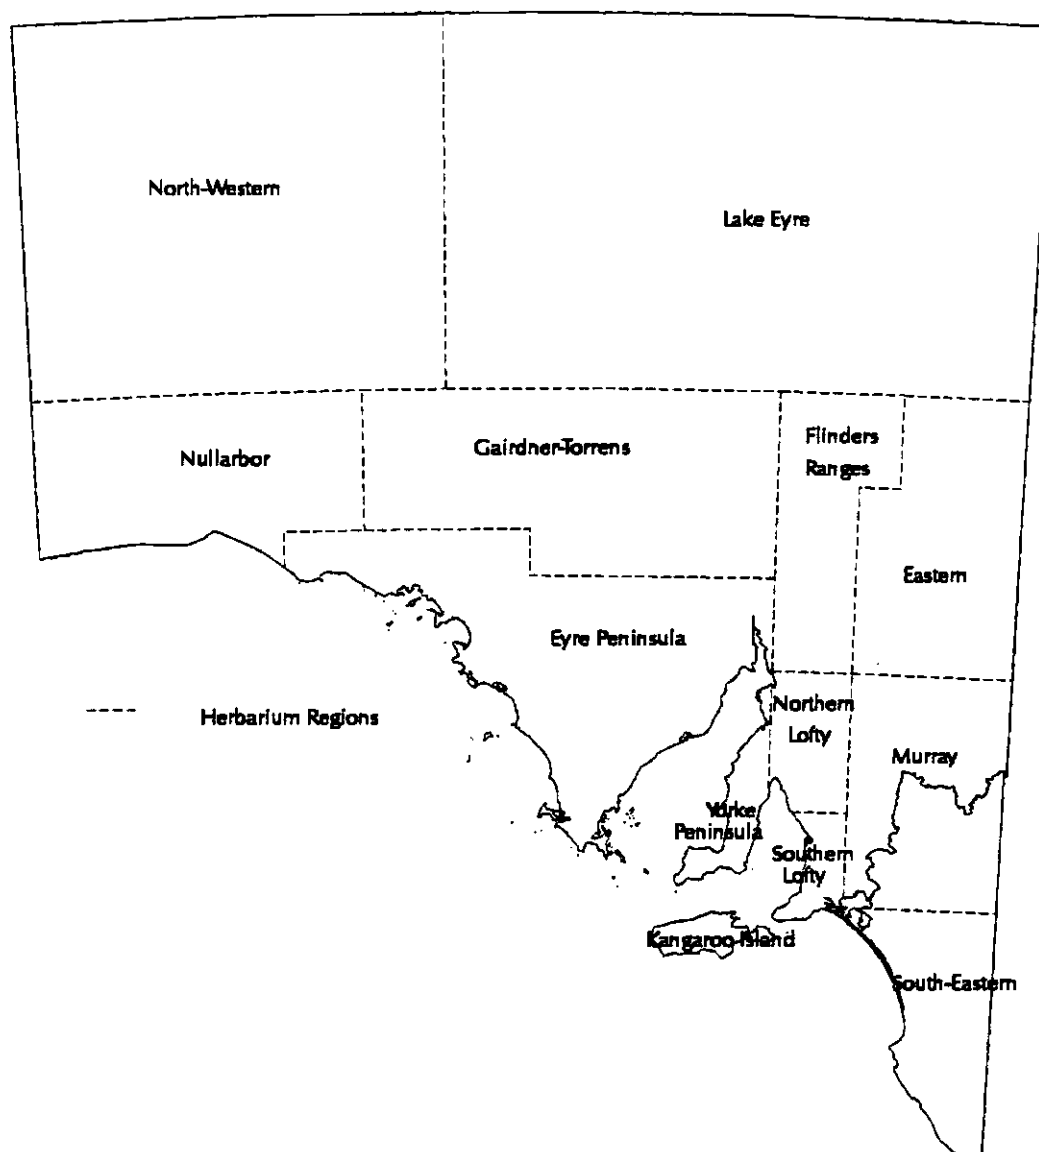 North-Western
Lake Eyre
Flinders
Ranges
Gairdner-Torrens
Nullarbor
Eastern
Eyre Peninsula
Northern
Lofty
Herbarium Regions
Murray
Yorke
Peninsula
Southern
Lofty
Kangaroo-Island
South-Eastern